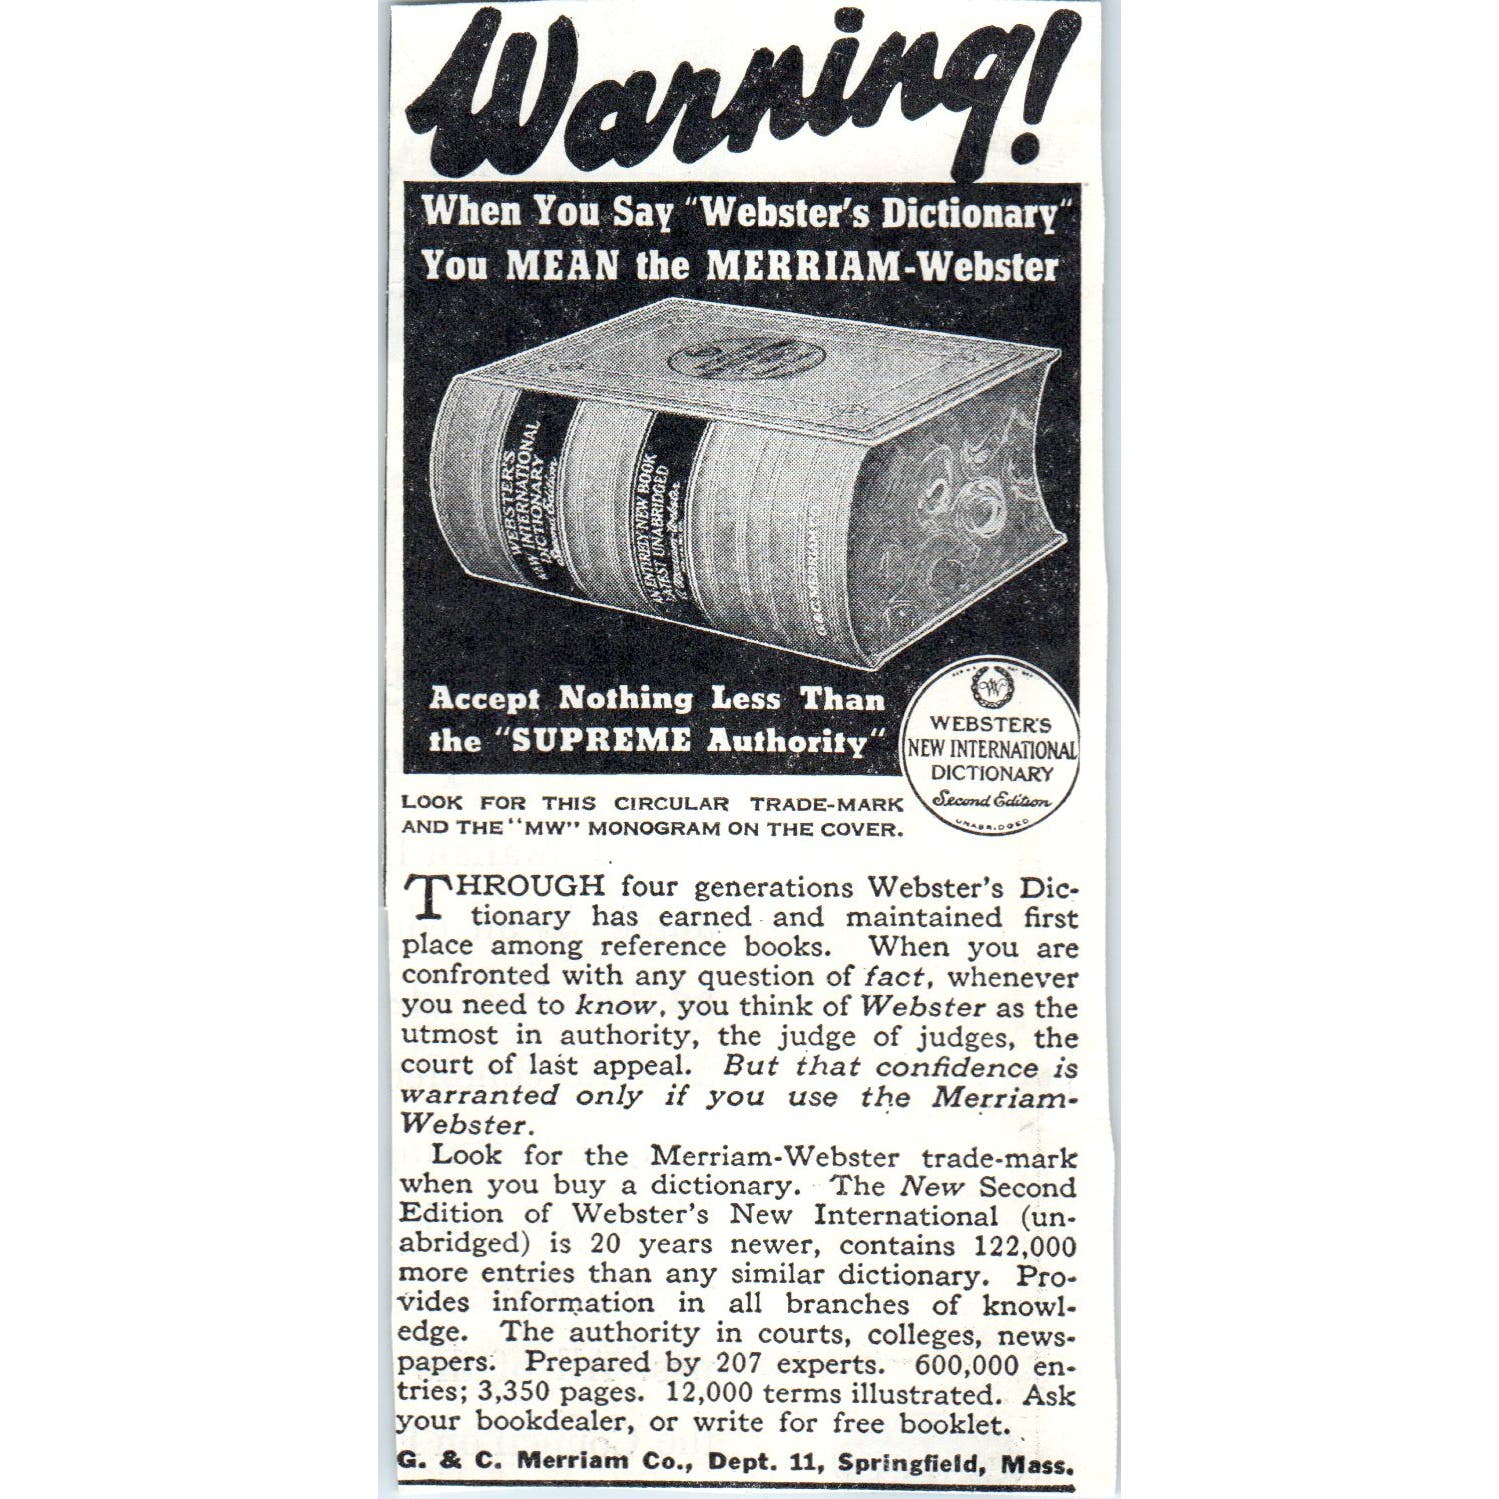 Warning!
When You Say "Webster's Dictionary"
You MEAN the MERRIAM-Webster
WEBSTER'S
NEW INTERNATIONAL
DICTIONARY
Second Edition
AN ENTIRELY NEW BOOK
LATEST UNABRIDGED
G.&C. MERRIAM CO.
Accept Nothing Less Than
the "SUPREME Authority"
WEBSTER'S
NEW INTERNATIONAL
DICTIONARY
Second Edition
UNABRIDGED
LOOK FOR THIS CIRCULAR TRADE-MARK
AND THE "MW" MONOGRAM ON THE COVER.
THROUGH four generations Webster's Dic-
tionary has earned and maintained first
place among reference books. When you are
confronted with any question of fact, whenever
you need to know, you think of Webster as the
utmost in authority, the judge of judges, the
court of last appeal. But that confidence is
warranted only if you use the Merriam-
Webster.
Look for the Merriam-Webster trade-mark
when you buy a dictionary. The New Second
Edition of Webster's New International (un-
abridged) is 20 years newer, contains 122,000
more entries than any similar dictionary. Pro-
vides information in all branches of knowl-
edge. The authority in courts, colleges, news-
papers. Prepared by 207 experts. 600,000 en-
tries; 3,350 pages. 12,000 terms illustrated. Ask
your bookdealer, or write for free booklet.
G. & C. Merriam Co., Dept. 11, Springfield, Mass.